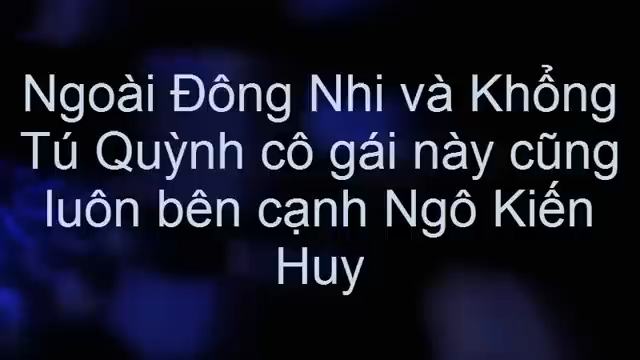 Ngoài Đông Nhi và Khổng
Tú Quỳnh cô gái này cũng
luôn bên cạnh Ngô Kiến
Huy